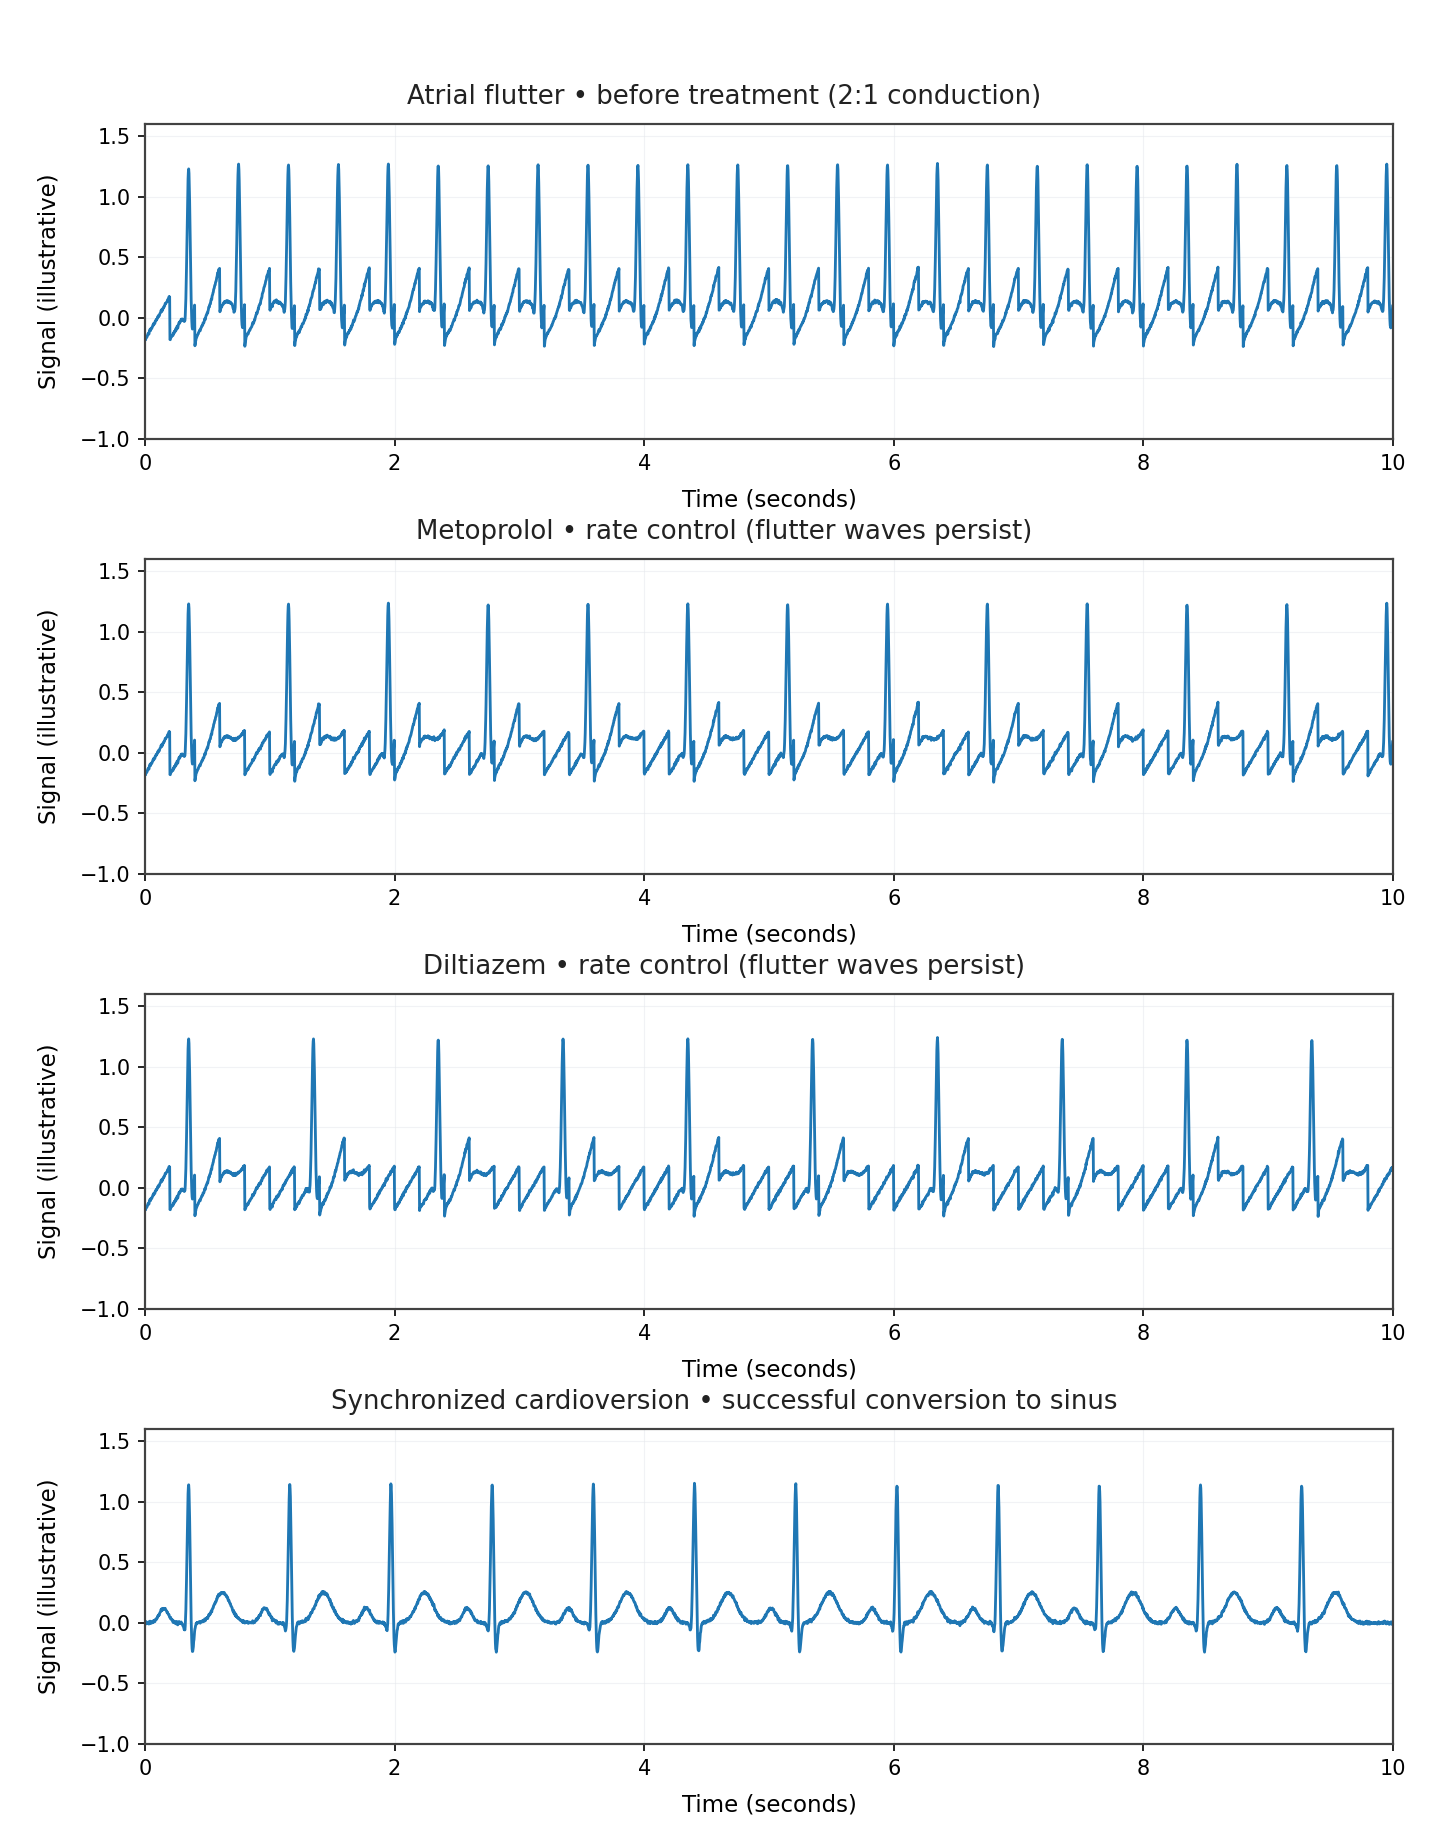 Atrial flutter • before treatment (2:1 conduction)
Signal (illustrative)
1.5
1.0
0.5
0.0
−0.5
−1.0
0 2 4 6 8 10
Time (seconds)
Metoprolol • rate control (flutter waves persist)
Signal (illustrative)
1.5
1.0
0.5
0.0
−0.5
−1.0
0 2 4 6 8 10
Time (seconds)
Diltiazem • rate control (flutter waves persist)
Signal (illustrative)
1.5
1.0
0.5
0.0
−0.5
−1.0
0 2 4 6 8 10
Time (seconds)
Synchronized cardioversion • successful conversion to sinus
Signal (illustrative)
1.5
1.0
0.5
0.0
−0.5
−1.0
0 2 4 6 8 10
Time (seconds)